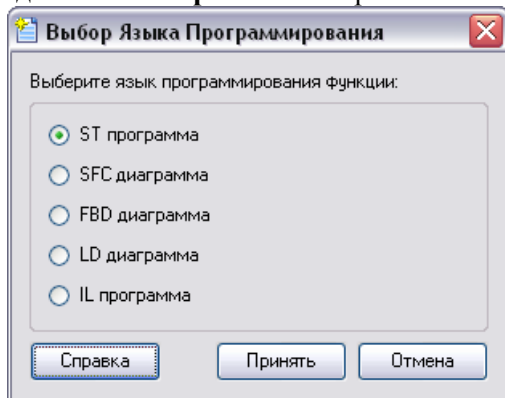 Выбор Языка Программирования
Выберите язык программирования функции:
ST программа
SFC диаграмма
FBD диаграмма
LD диаграмма
IL программа
Справка Принять Отмена